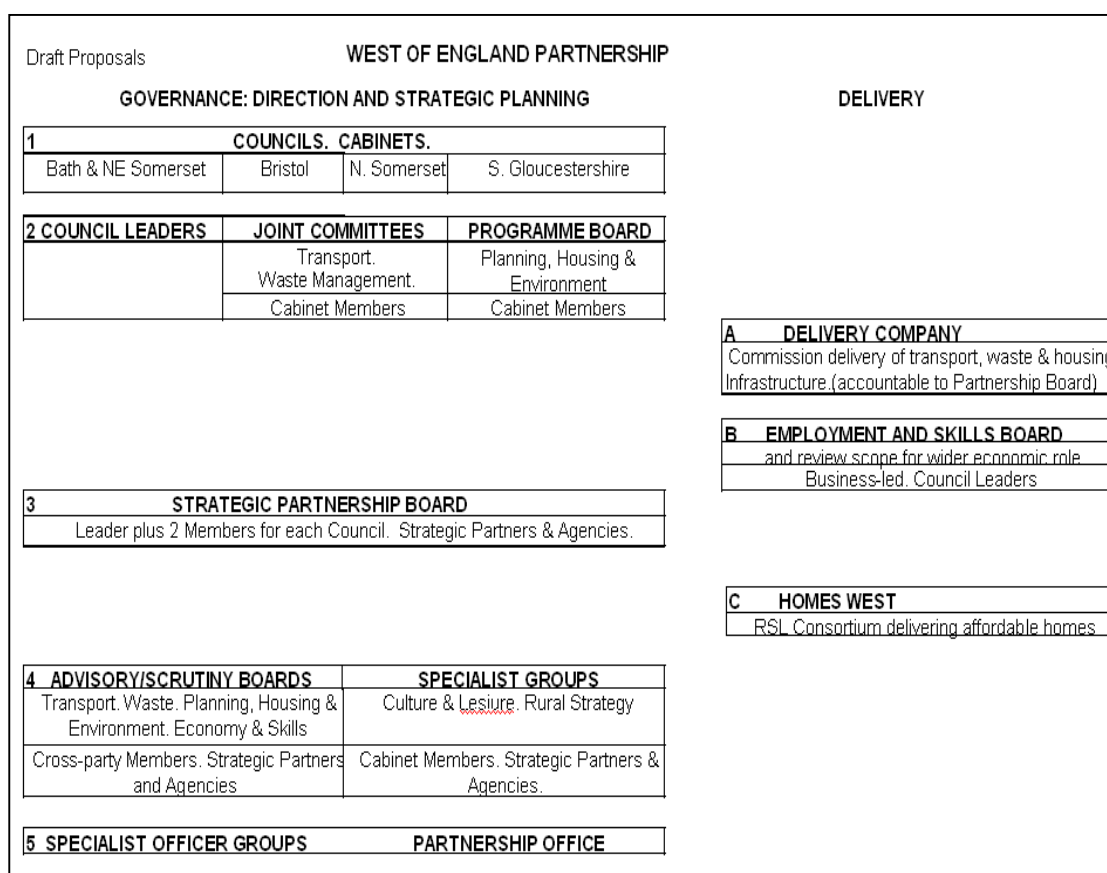 Draft Proposals
WEST OF ENGLAND PARTNERSHIP
GOVERNANCE: DIRECTION AND STRATEGIC PLANNING
DELIVERY
1 COUNCILS. CABINETS.
Bath & NE Somerset Bristol N. Somerset S. Gloucestershire
2 COUNCIL LEADERS JOINT COMMITTEES PROGRAMME BOARD
Transport.
Waste Management.
Planning, Housing &
Environment
Cabinet Members Cabinet Members
A DELIVERY COMPANY
Commission delivery of transport, waste & housing
Infrastructure.(accountable to Partnership Board)
B EMPLOYMENT AND SKILLS BOARD
and review scope for wider economic role
Business-led. Council Leaders
3 STRATEGIC PARTNERSHIP BOARD
Leader plus 2 Members for each Council. Strategic Partners & Agencies.
C HOMES WEST
RSL Consortium delivering affordable homes
4 ADVISORY/SCRUTINY BOARDS SPECIALIST GROUPS
Transport. Waste. Planning, Housing &
Environment. Economy & Skills
Culture & Lesiure. Rural Strategy
Cross-party Members. Strategic Partners
and Agencies
Cabinet Members. Strategic Partners &
Agencies.
5 SPECIALIST OFFICER GROUPS PARTNERSHIP OFFICE